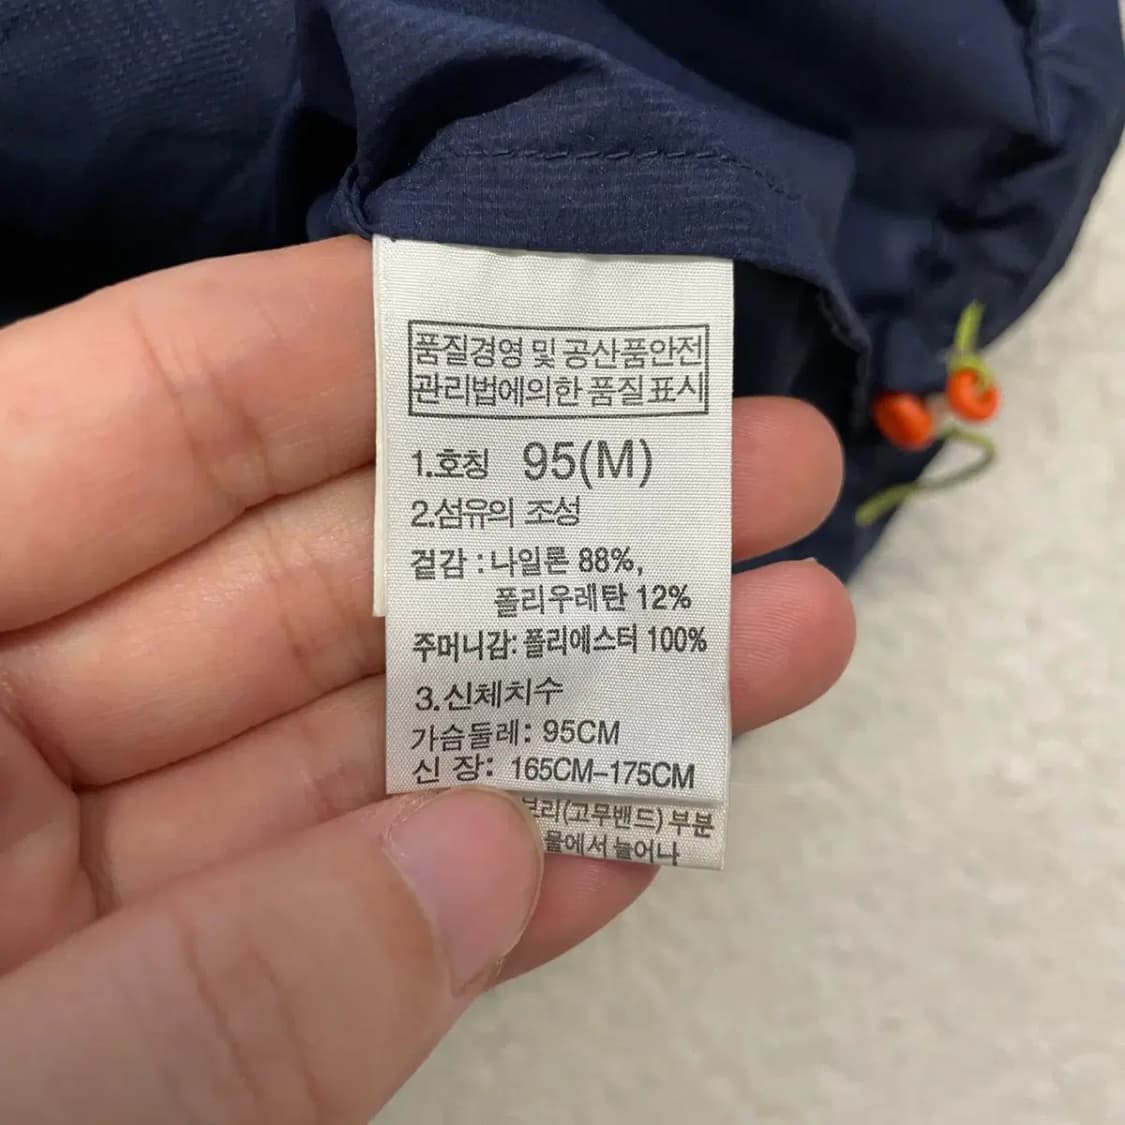 품질경영 및 공산품안전
관리법에의한 품질표시
1.호칭 95(M)
2.섬유의 조성
겉감 : 나일론 88%,
폴리우레탄 12%
주머니감: 폴리에스터 100%
3.신체치수
가슴둘레: 95CM
신 장: 165CM-175CM
(고무밴드) 부분
물에서 늘어나